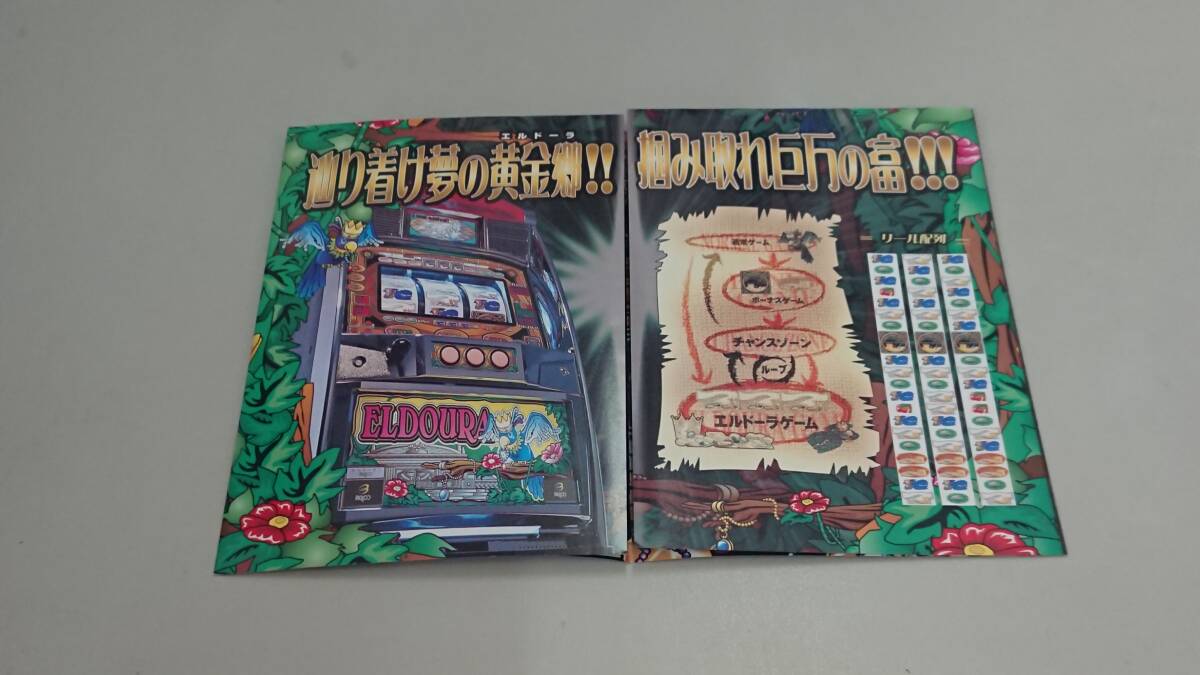 エルドーラ
辿り着け夢の黄金郷!!
ELDOURA
掴み取れ巨万の富!!!
リール配列
通常ゲーム
ボーナスゲーム
チャンスゾーン
ループ
エルドーラゲーム